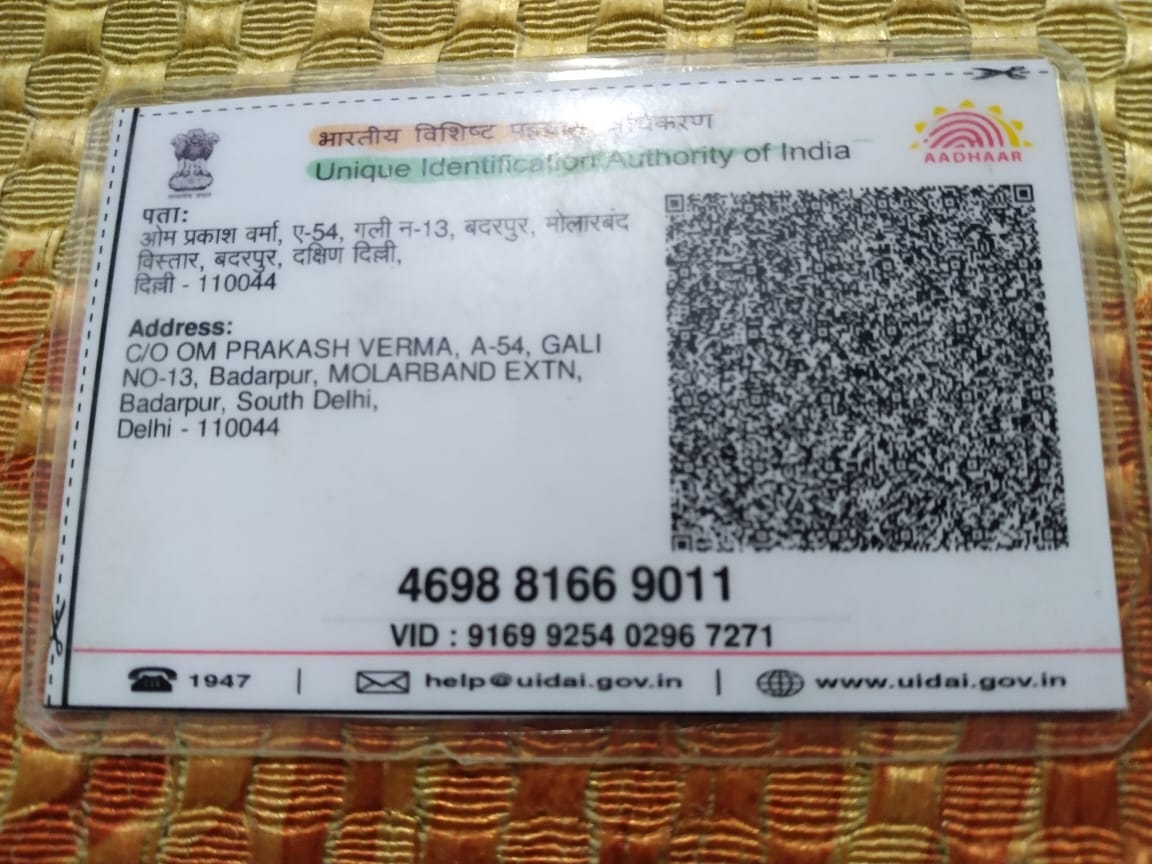 भारतीय विशिष्ट
Unique Identification Authority of India
AADHAAR
पता:
ओम प्रकाश वर्मा, ए-54, गली न-13, बदरपुर, मोलारबंद
विस्तार, बदरपुर, दक्षिण दिल्ली,
दिल्ली - 110044
Address:
C/O OM PRAKASH VERMA, A-54, GALI
NO-13, Badarpur, MOLARBAND EXTN,
Badarpur, South Delhi,
Delhi - 110044
4698 8166 9011
VID : 9169 9254 0296 7271
1947 | help@uidai.gov.in | www.uidai.gov.in